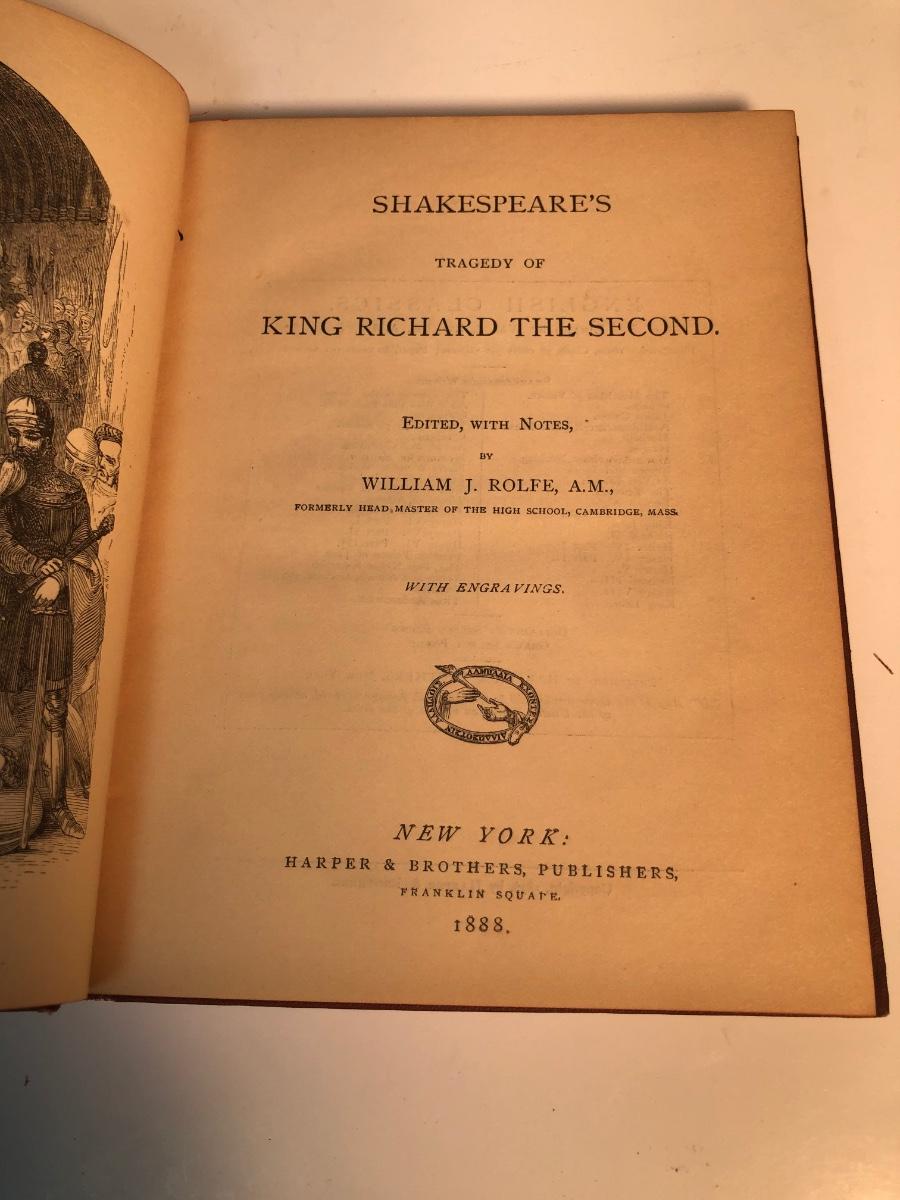 SHAKESPEARE'S
TRAGEDY OF
KING RICHARD THE SECOND.
EDITED, WITH NOTES,
BY
WILLIAM J. ROLFE, A.M.,
FORMERLY HEAD MASTER OF THE HIGH SCHOOL, CAMBRIDGE, MASS.
WITH ENGRAVINGS.
NEW YORK:
HARPER & BROTHERS, PUBLISHERS,
FRANKLIN SQUARE.
1888.